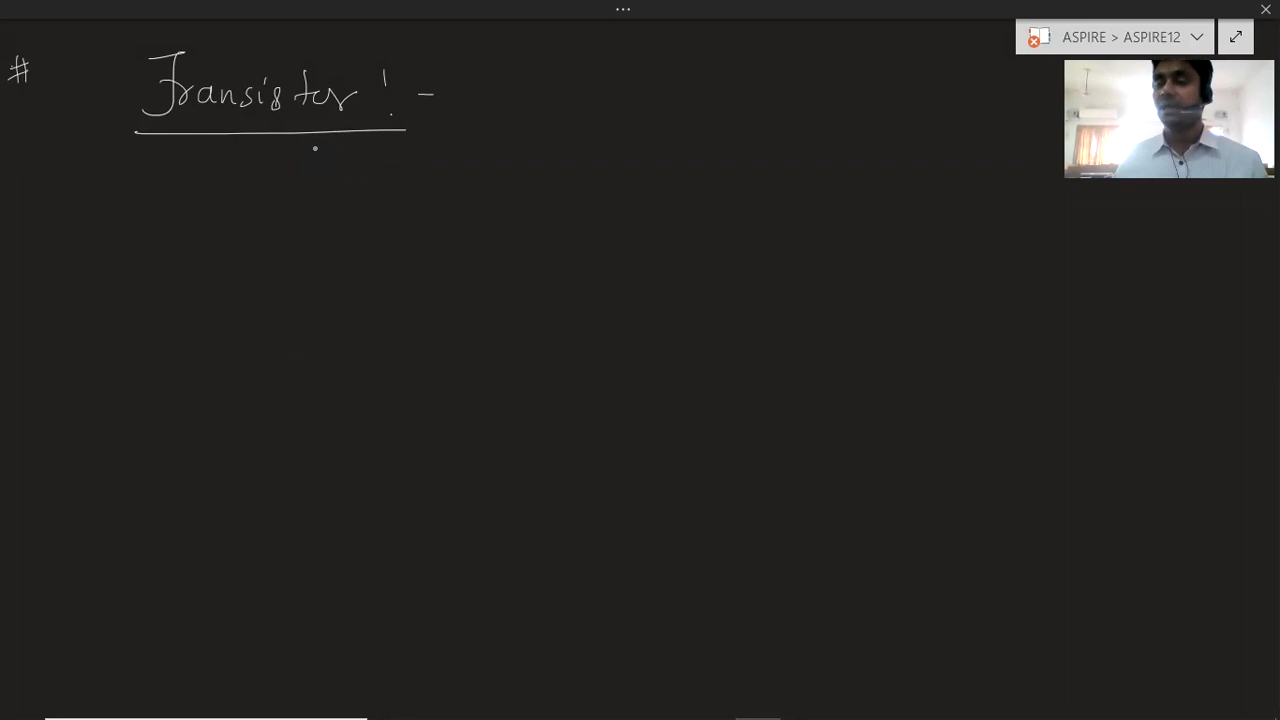 # Transistor :-
ASPIRE > ASPIRE12